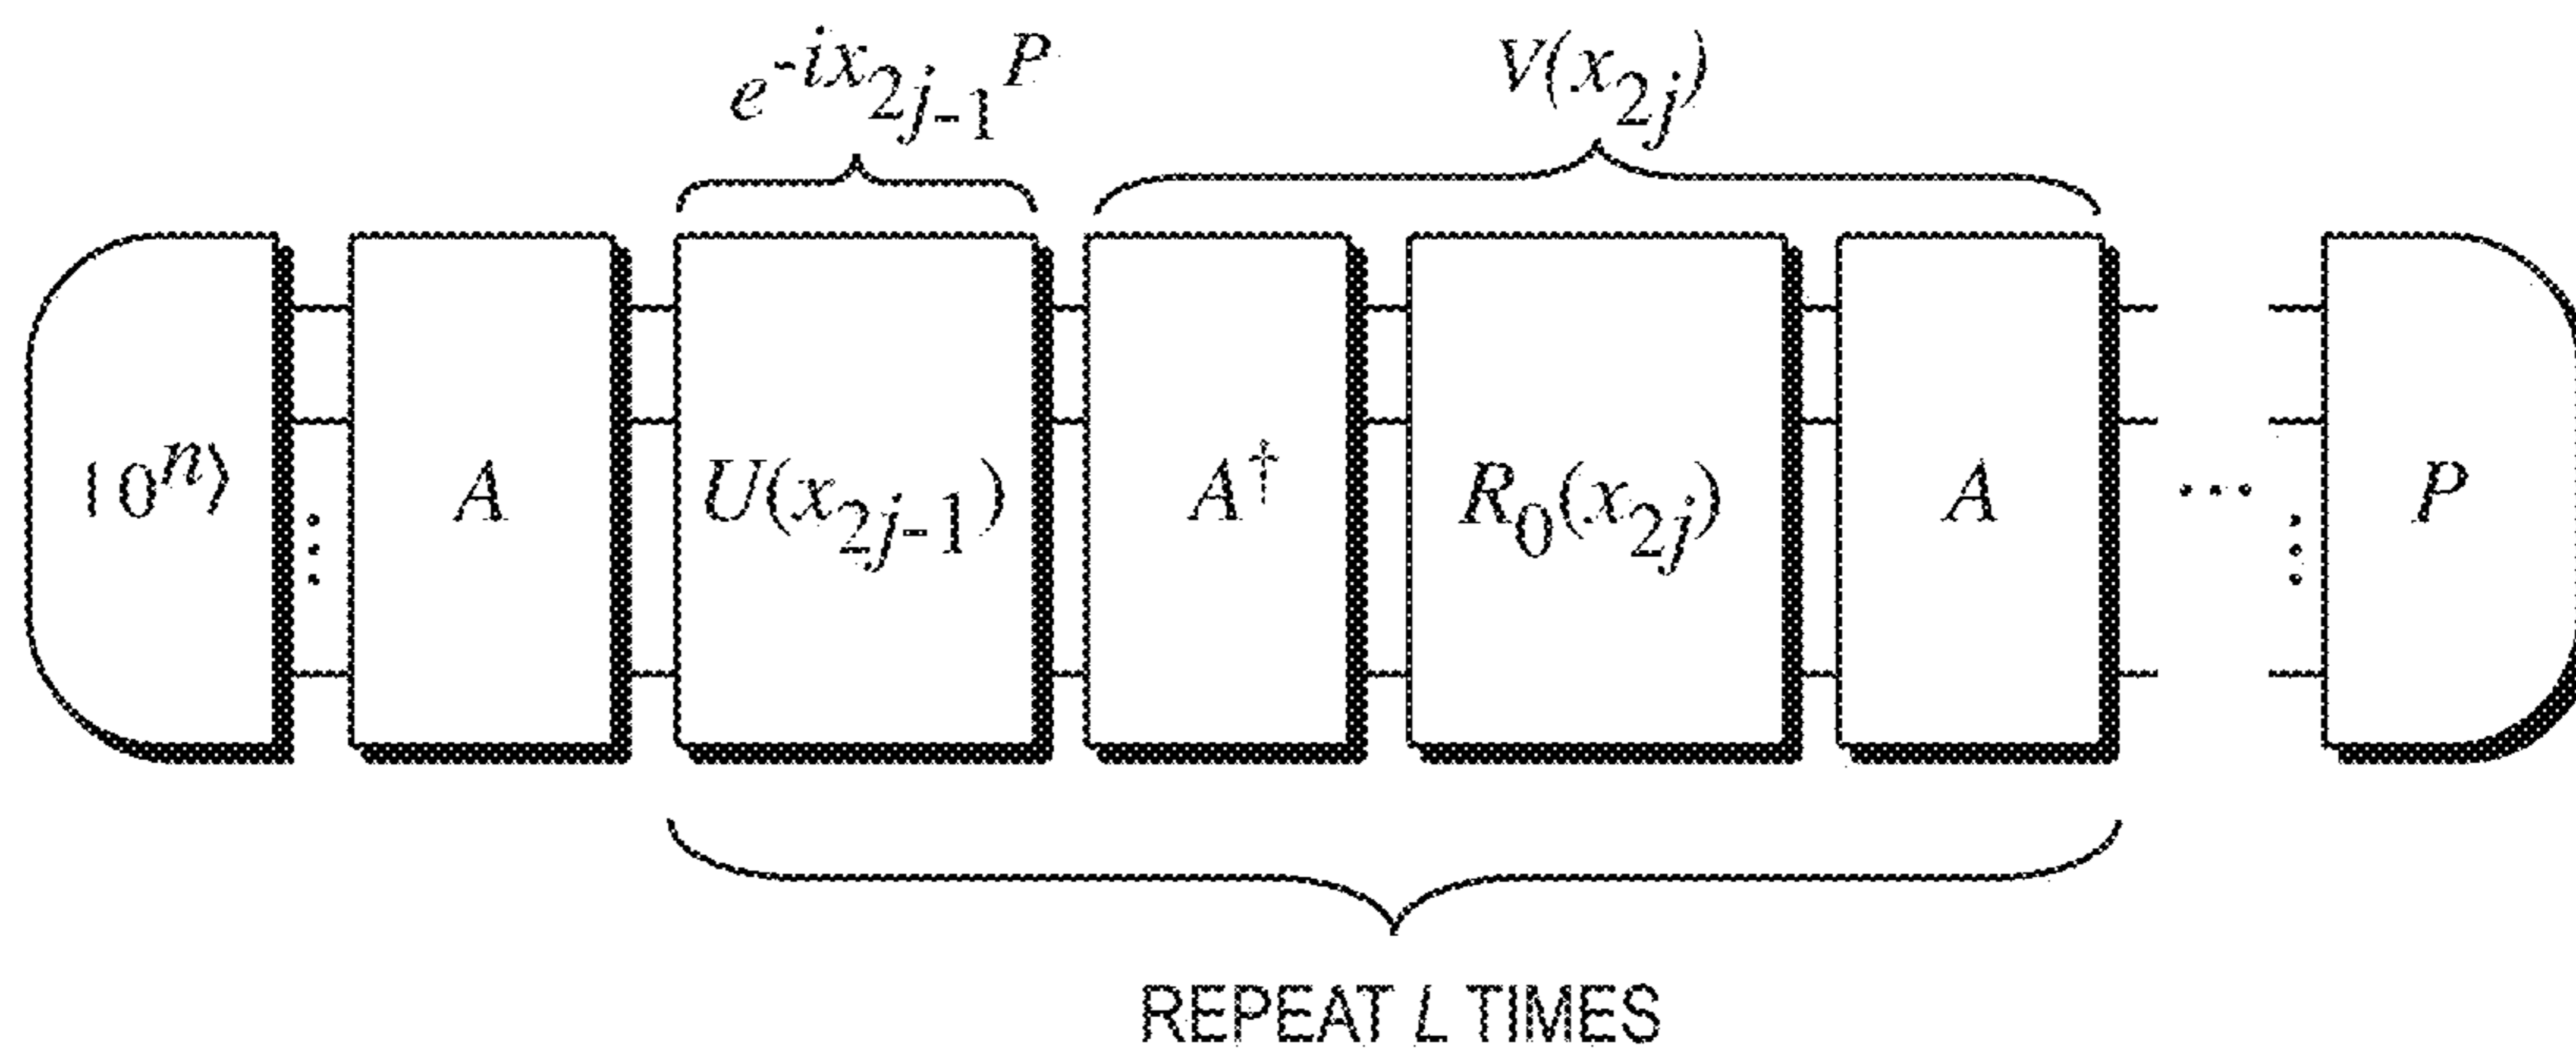 e^{-ix_{2j-1}P} V(x_{2j})
|0^n⟩ A U(x_{2j-1}) A^† R_0(x_{2j}) A ... P
REPEAT L TIMES